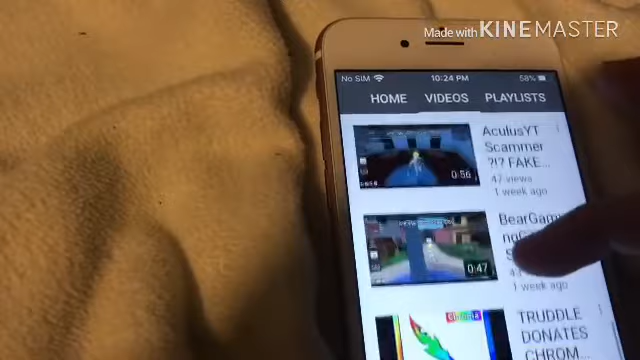 Made with KINEMASTER
No SIM 10:24 PM 58%
HOME VIDEOS PLAYLISTS
AculusYT
Scammer
?!? FAKE...
47 views
1 week ago
0:56
BearGam
0:47
1 week ago
TRUDDLE
DONATES
CHROM...